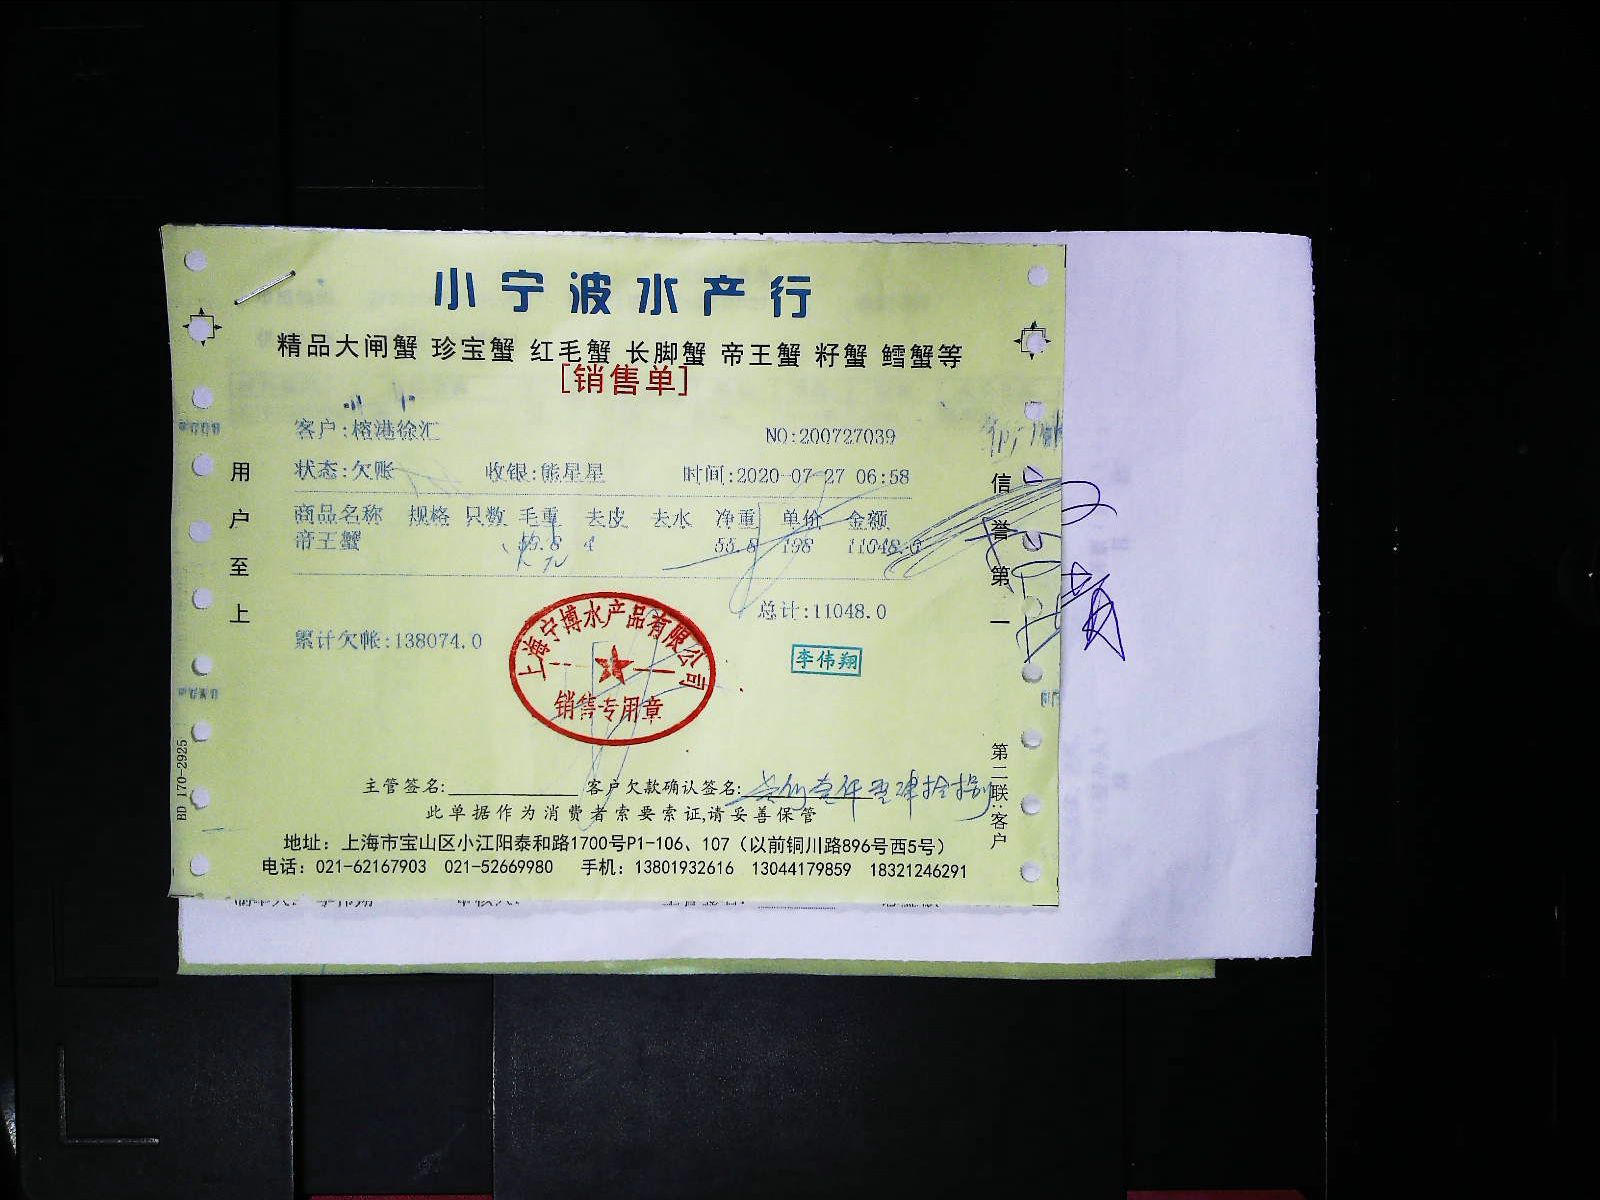 小宁波水产行
精品大闸蟹 珍宝蟹 红毛蟹 长脚蟹 帝王蟹 籽蟹 鳕蟹等
[销售单]
客户:榕港徐汇 NO:200727039
状态:欠账 收银:熊星星 时间:2020-07-27 06:58
商品名称 规格 只数 毛重 去皮 去水 净重 单价 金额
帝王蟹 4 55.8 198 11048.0
总计:11048.0
累计欠帐:138074.0
上海宁博水产品有限公司
销售专用章
李伟翔
用户至上
信誉第一
第二联:客户
BD 170-2925
主管签名: 客户欠款确认签名:
此单据作为消费者索要索证,请妥善保管
地址：上海市宝山区小江阳泰和路1700号P1-106、107（以前铜川路896号西5号）
电话：021-62167903 021-52669980 手机：13801932616 13044179859 18321246291